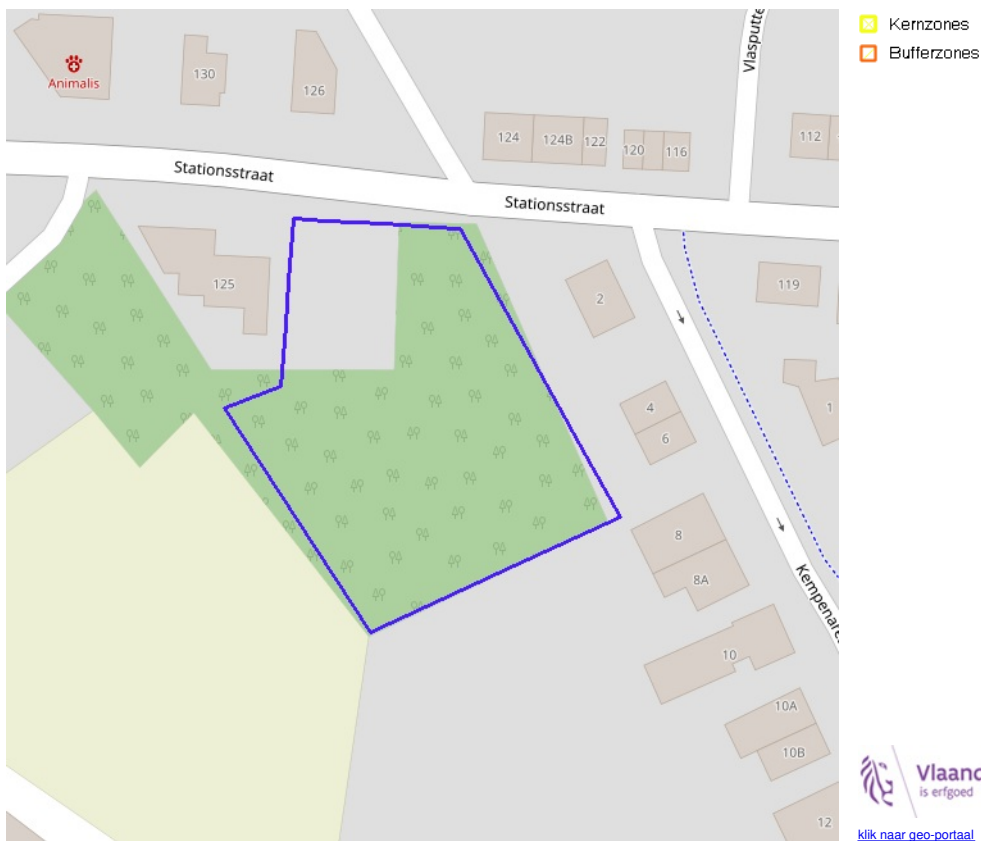 Kernzones
Bufferzones
Animalis
130
126
124
124B
122
120
116
112
Vlasputte
Stationsstraat
Stationsstraat
125
2
119
4
6
1
8
8A
10
10A
10B
12
Kempenare
Vlaand
is erfgoed
klik naar geo-portaal